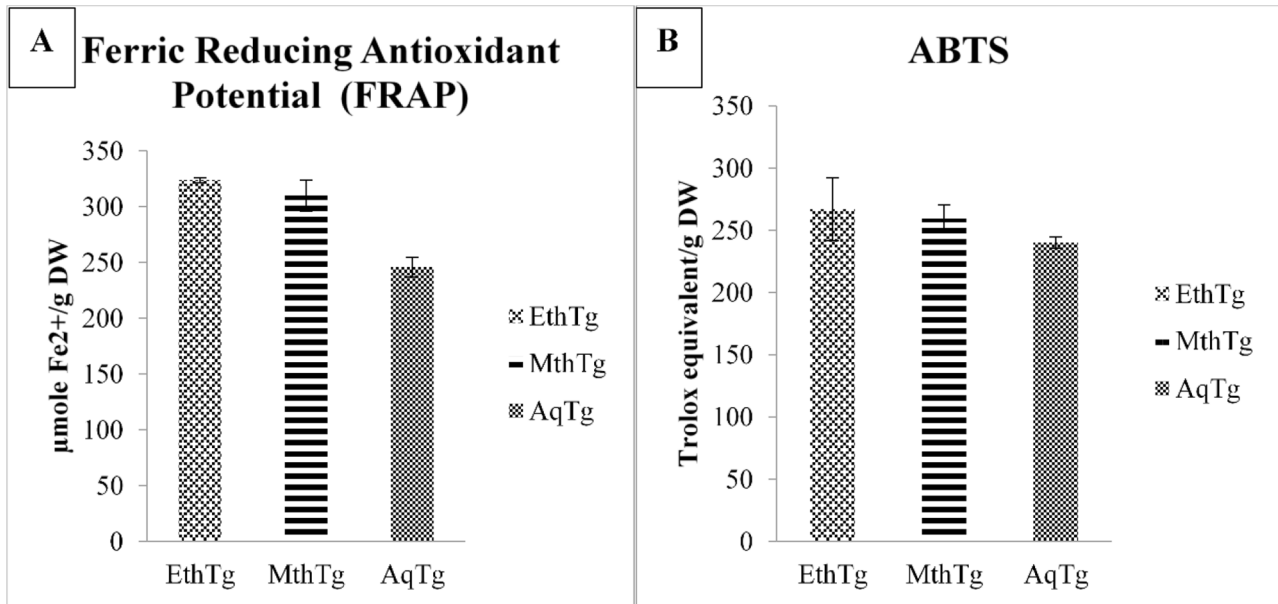 A
Ferric Reducing Antioxidant
Potential (FRAP)
μmole Fe2+/g DW
350
300
250
200
150
100
50
0
EthTg MthTg AqTg
EthTg
MthTg
AqTg
B
ABTS
Trolox equivalent/g DW
350
300
250
200
150
100
50
0
EthTg MthTg AqTg
EthTg
MthTg
AqTg